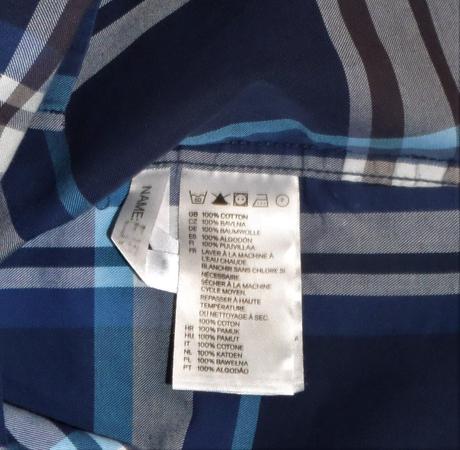 NAME:
GB 100% COTTON
CZ 100% BAVLNA
DE 100% BAUMWOLLE
ES 100% ALGODÓN
FI 100% PUUVILLAA
FR LAVER À LA MACHINE À
L'EAU CHAUDE
BLANCHIR SANS CHLORE SI
NÉCESSAIRE
SÉCHER À LA MACHINE
CYCLE MOYEN.
REPASSER À HAUTE
TEMPÉRATURE
OU NETTOYAGE À SEC.
100% COTON
HR 100% PAMUK
HU 100% PAMUT
IT 100% COTONE
NL 100% KATOEN
PL 100% BAWEŁNA
PT 100% ALGODÃO